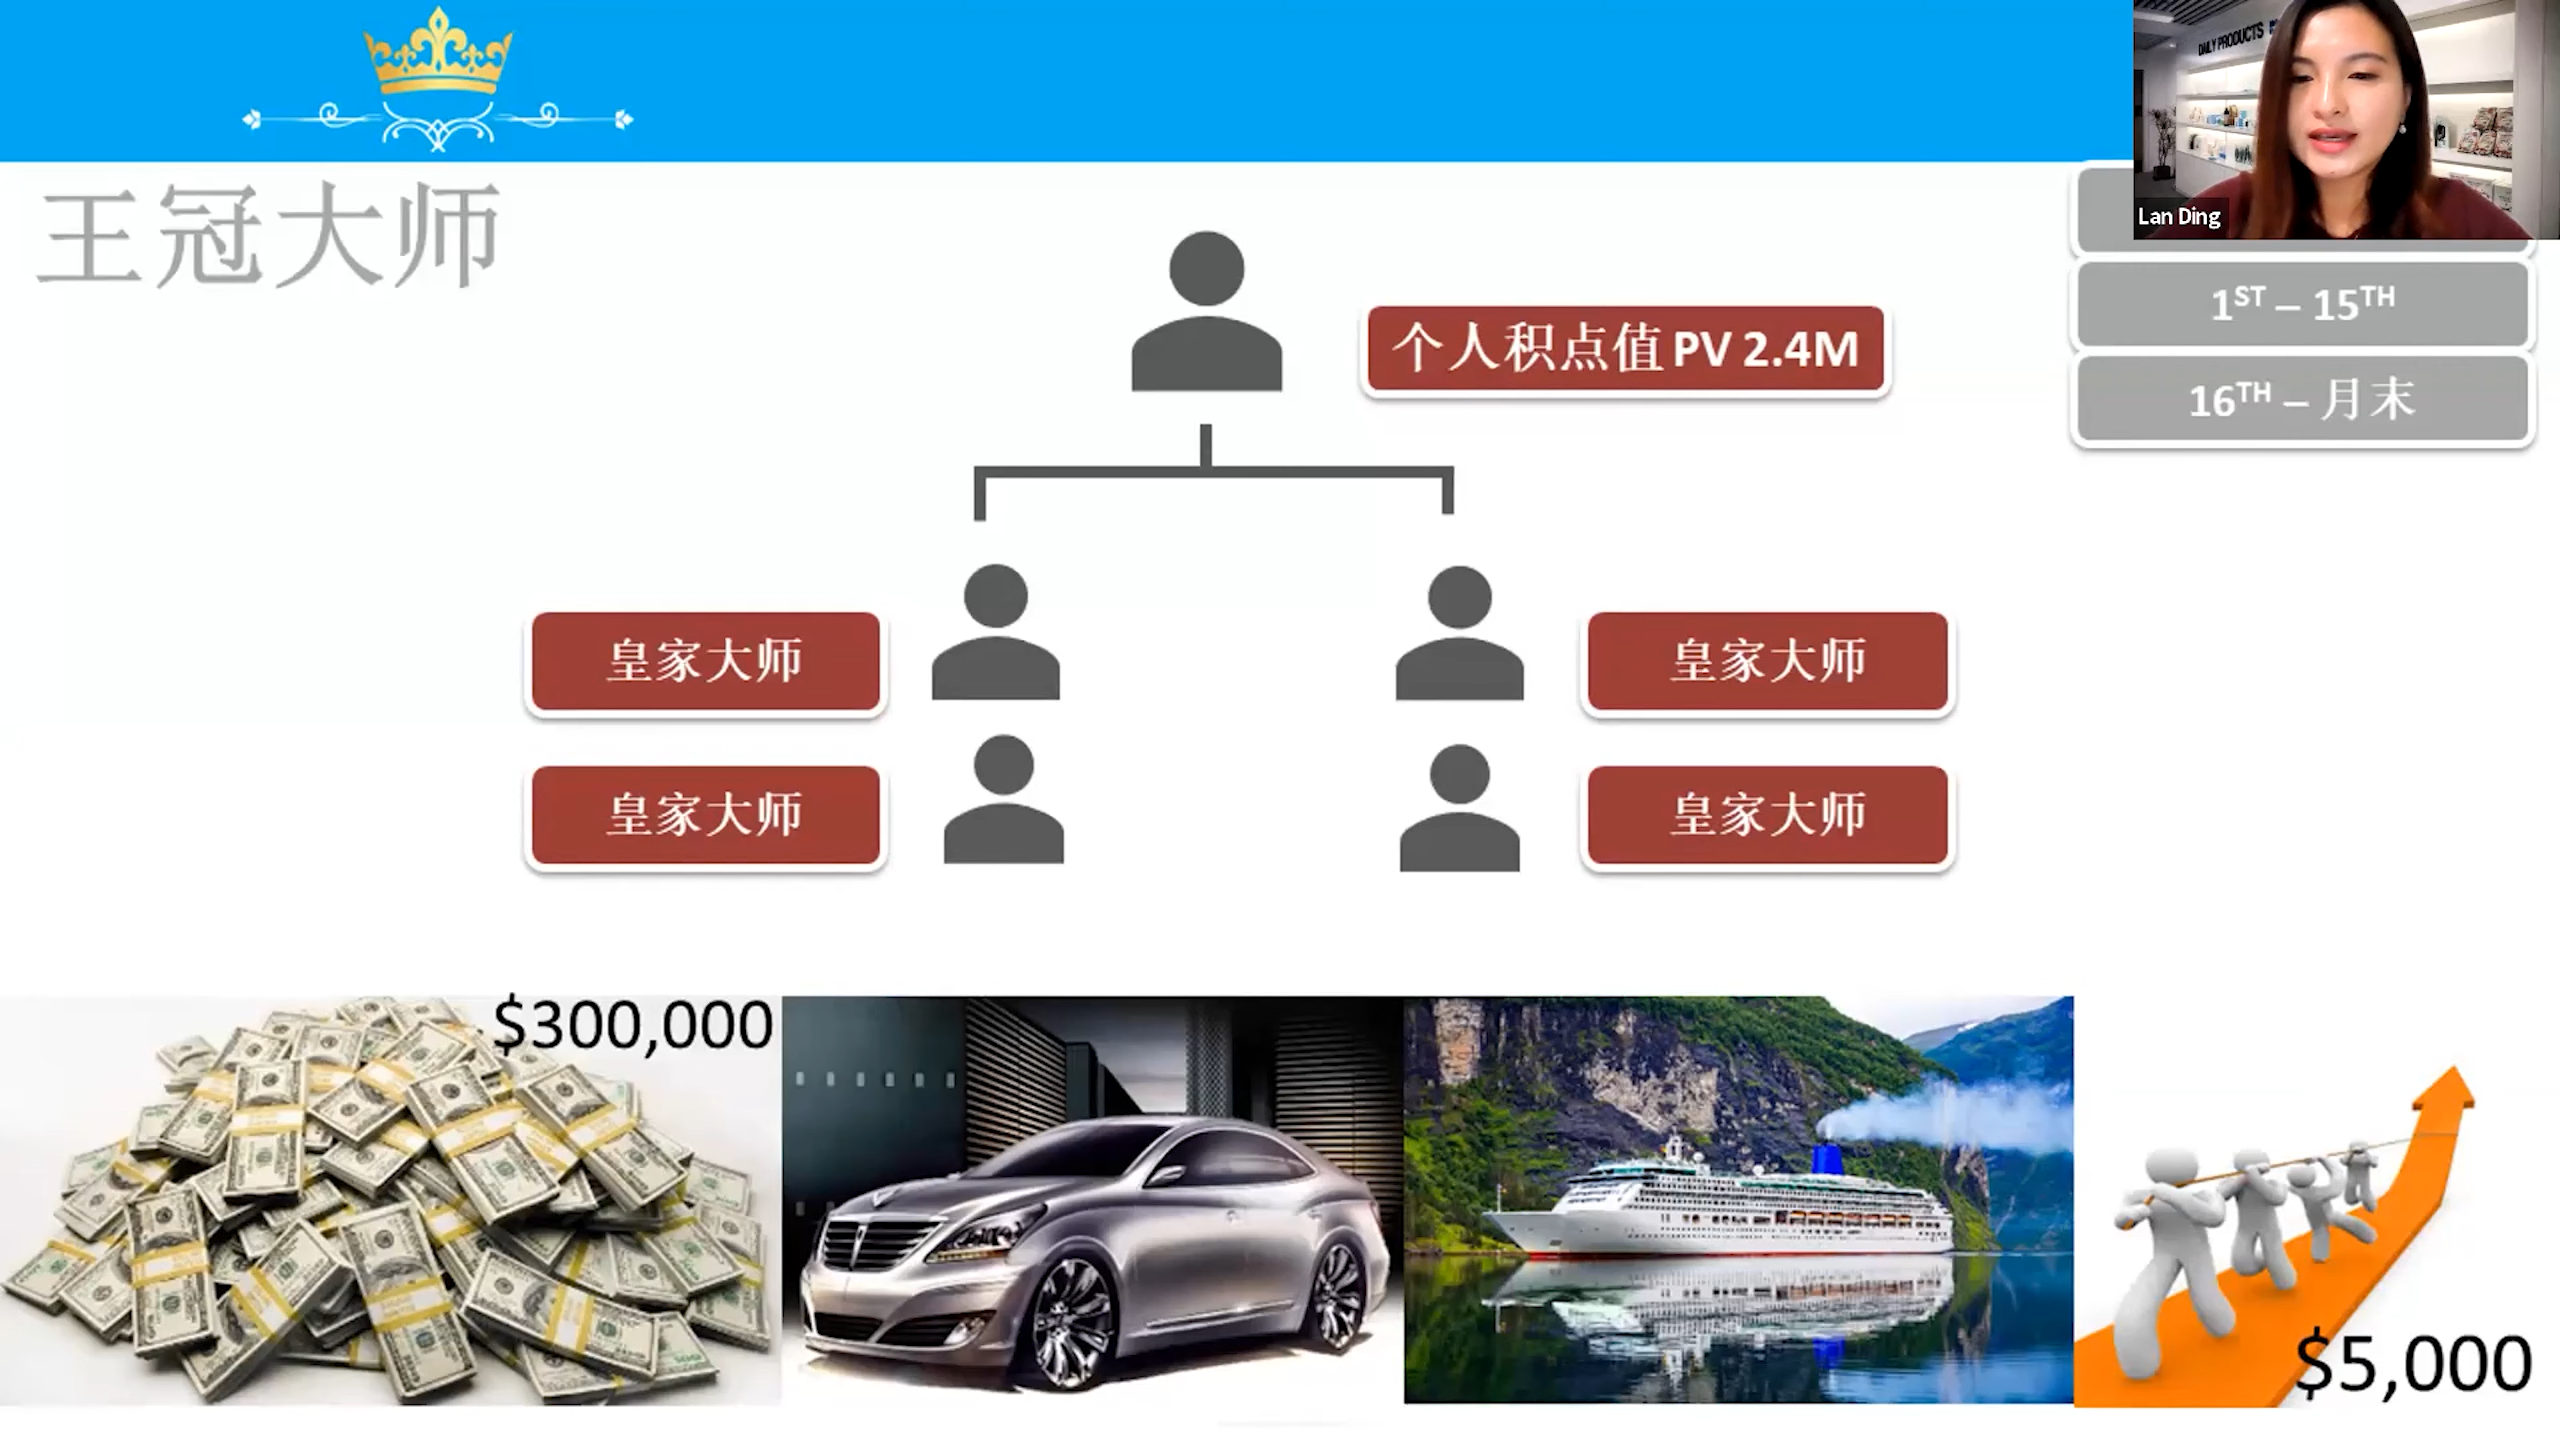 DAILY PRODUCTS
Lan Ding
王冠大师
个人积点值 PV 2.4M
1ST – 15TH
16TH – 月末
皇家大师
皇家大师
皇家大师
皇家大师
$300,000
$5,000